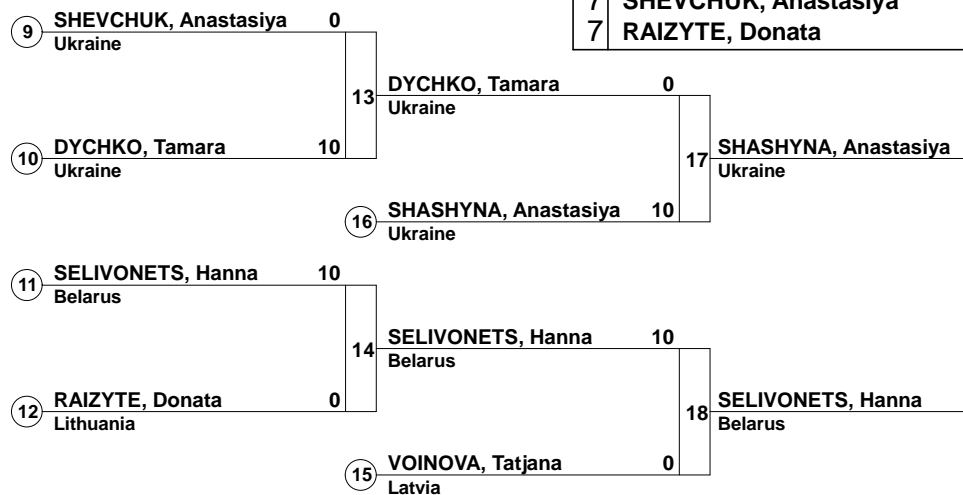 7 SHEVCHUK, Anastasiya
7 RAIZYTE, Donata
9 SHEVCHUK, Anastasiya 0
Ukraine
13 DYCHKO, Tamara 0
Ukraine
10 DYCHKO, Tamara 10
Ukraine
17 SHASHYNA, Anastasiya
Ukraine
16 SHASHYNA, Anastasiya 10
Ukraine
11 SELIVONETS, Hanna 10
Belarus
14 SELIVONETS, Hanna 10
Belarus
12 RAIZYTE, Donata 0
Lithuania
18 SELIVONETS, Hanna
Belarus
15 VOINOVA, Tatjana 0
Latvia